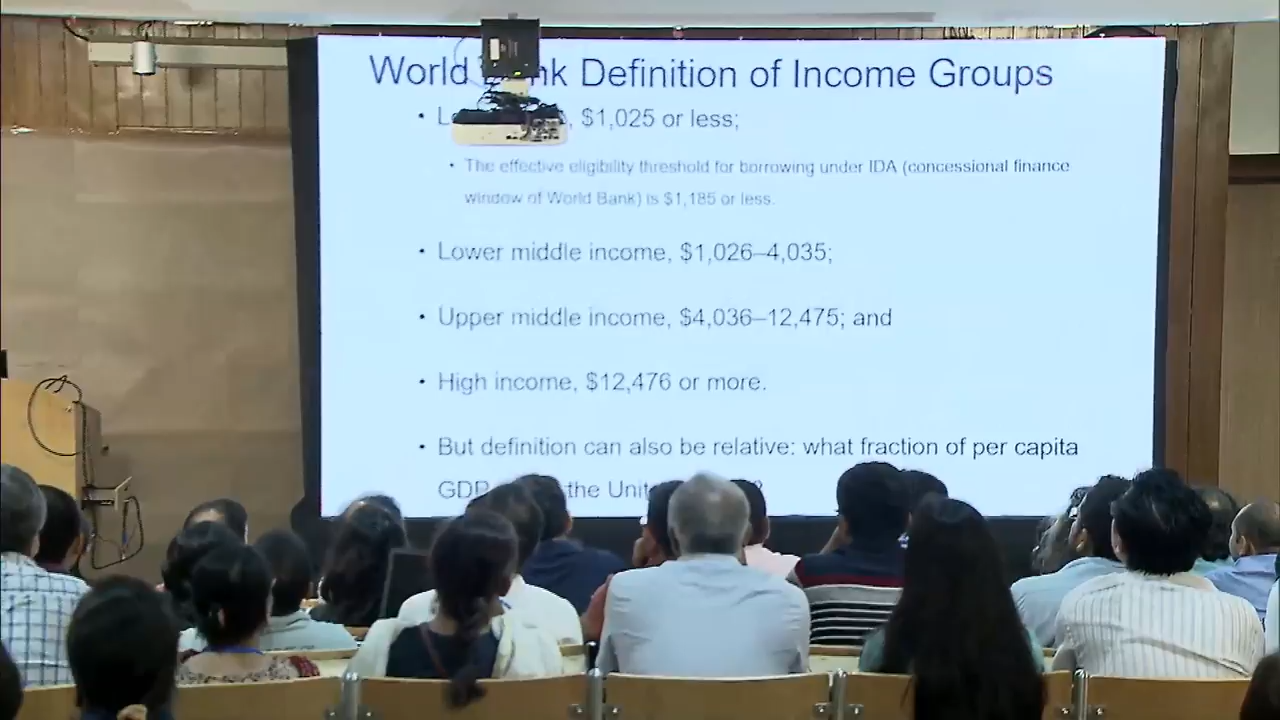 World Bank Definition of Income Groups
• $1,025 or less;
• The effective eligibility threshold for borrowing under IDA (concessional finance
window of World Bank) is $1,185 or less.
• Lower middle income, $1,026–4,035;
• Upper middle income, $4,036–12,475; and
• High income, $12,476 or more.
• But definition can also be relative: what fraction of per capita
GDP the